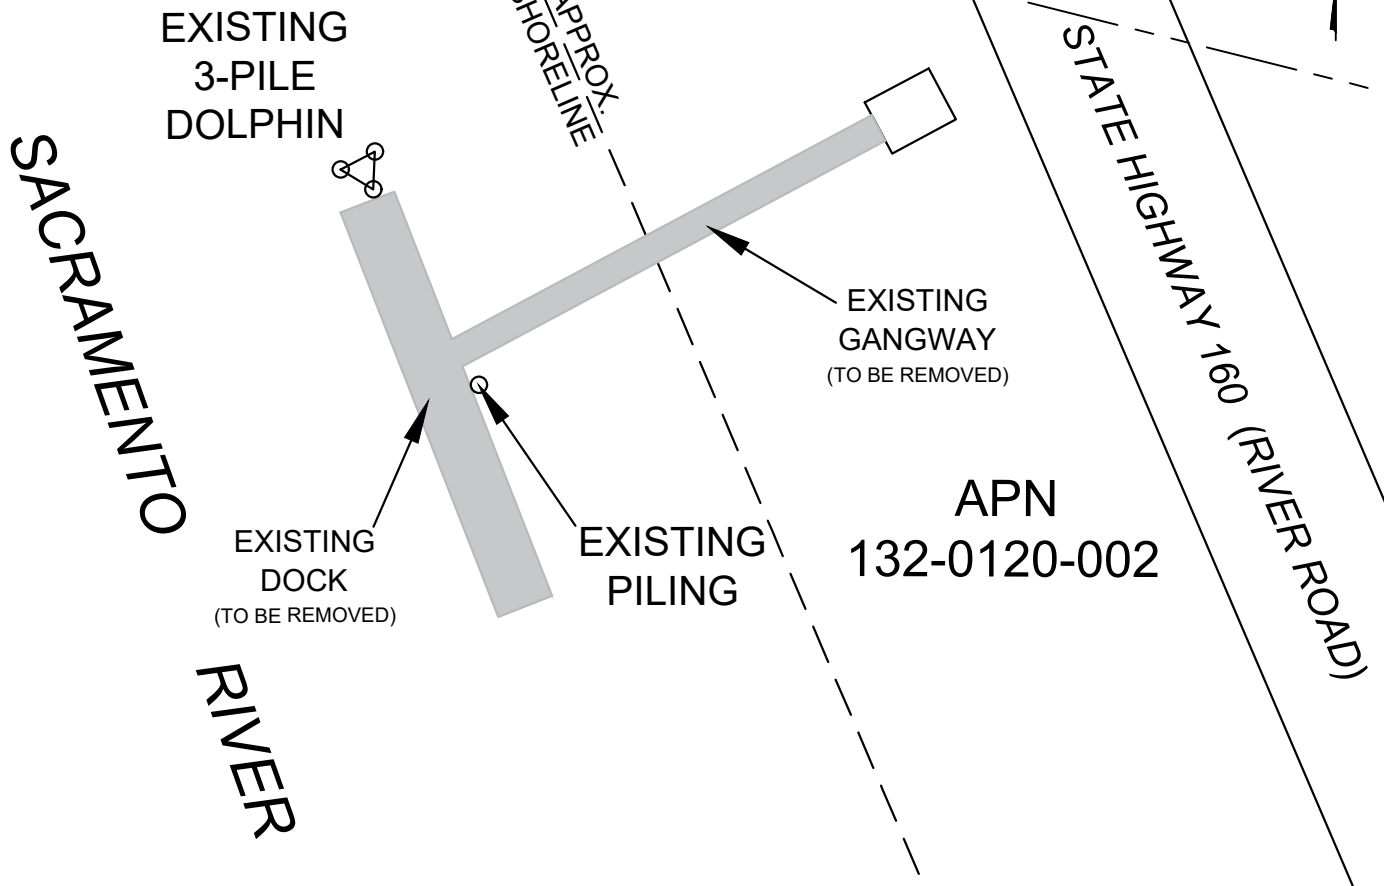 EXISTING
3-PILE
DOLPHIN
APPROX.
SHORELINE
SACRAMENTO
RIVER
STATE HIGHWAY 160 (RIVER ROAD)
EXISTING
GANGWAY
(TO BE REMOVED)
APN
132-0120-002
EXISTING
DOCK
(TO BE REMOVED)
EXISTING
PILING